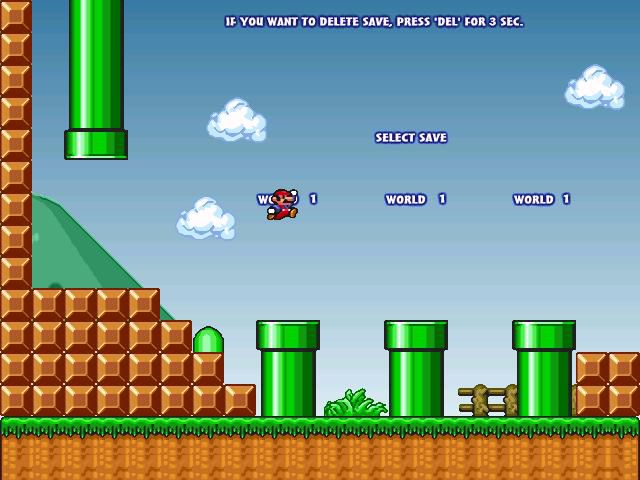 IF YOU WANT TO DELETE SAVE, PRESS 'DEL' FOR 3 SEC.
SELECT SAVE
1 WORLD 1 WORLD 1